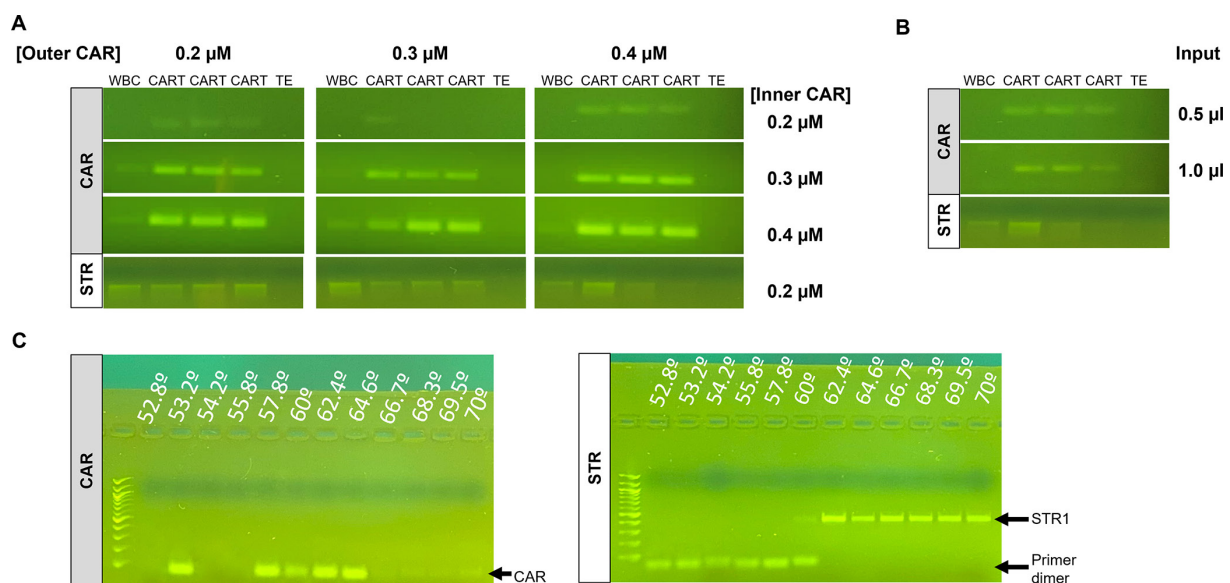 A
[Outer CAR] 0.2 µM 0.3 µM 0.4 µM
WBC CART CART CART TE WBC CART CART CART TE WBC CART CART CART TE
[Inner CAR]
CAR
0.2 µM
0.3 µM
0.4 µM
STR
0.2 µM
B
Input
WBC CART CART CART TE
CAR
0.5 µl
1.0 µl
STR
C
CAR
52.8º 53.2º 54.2º 55.8º 57.8º 60º 62.4º 64.6º 66.7º 68.3º 69.5º 70º
CAR
STR
52.8º 53.2º 54.2º 55.8º 57.8º 60º 62.4º 64.6º 66.7º 68.3º 69.5º 70º
STR1
Primer
dimer